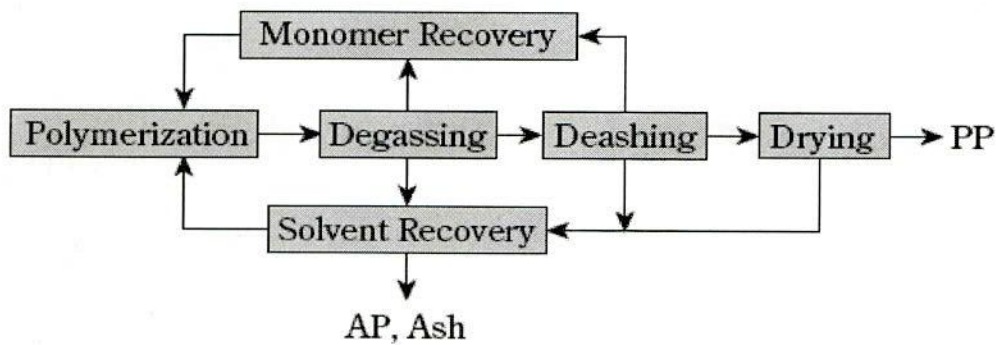 Monomer Recovery
Polymerization
Degassing
Deashing
Drying
PP
Solvent Recovery
AP, Ash